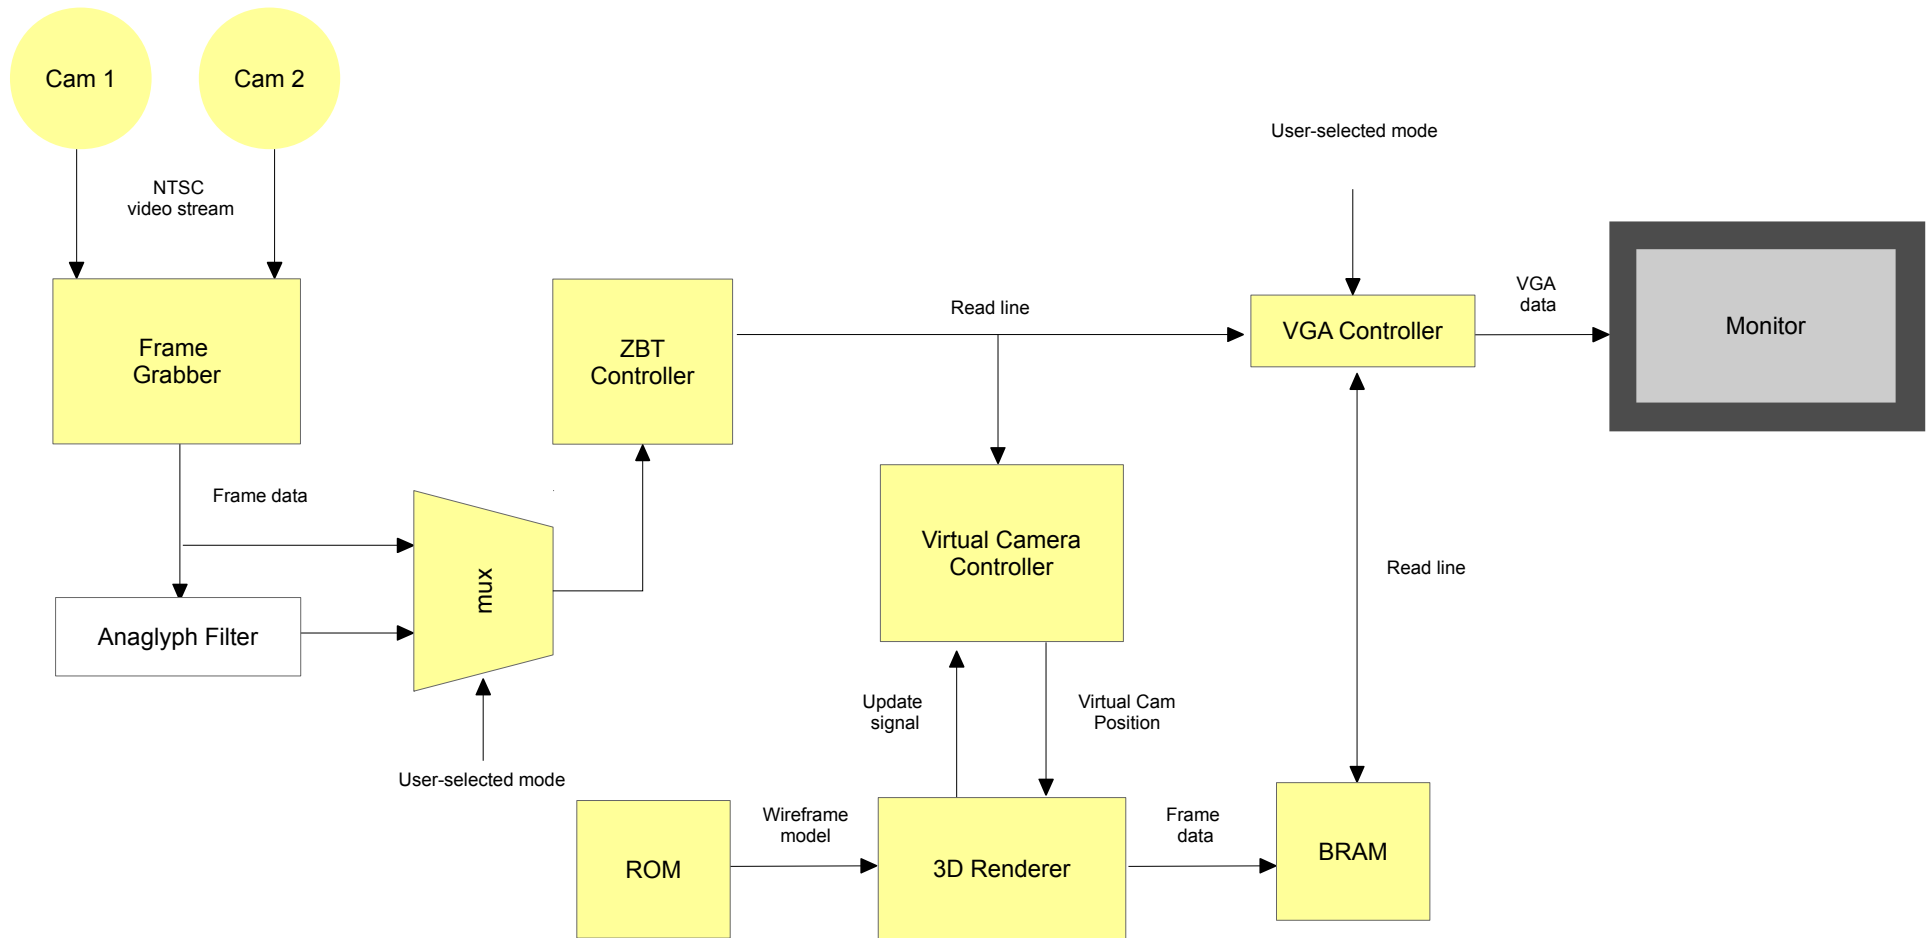 Cam 1
Cam 2
NTSC
video stream
User-selected mode
Frame
Grabber
ZBT
Controller
Read line
VGA Controller
VGA
data
Monitor
Frame data
mux
Virtual Camera
Controller
Read line
Anaglyph Filter
Update
signal
Virtual Cam
Position
User-selected mode
ROM
Wireframe
model
3D Renderer
Frame
data
BRAM